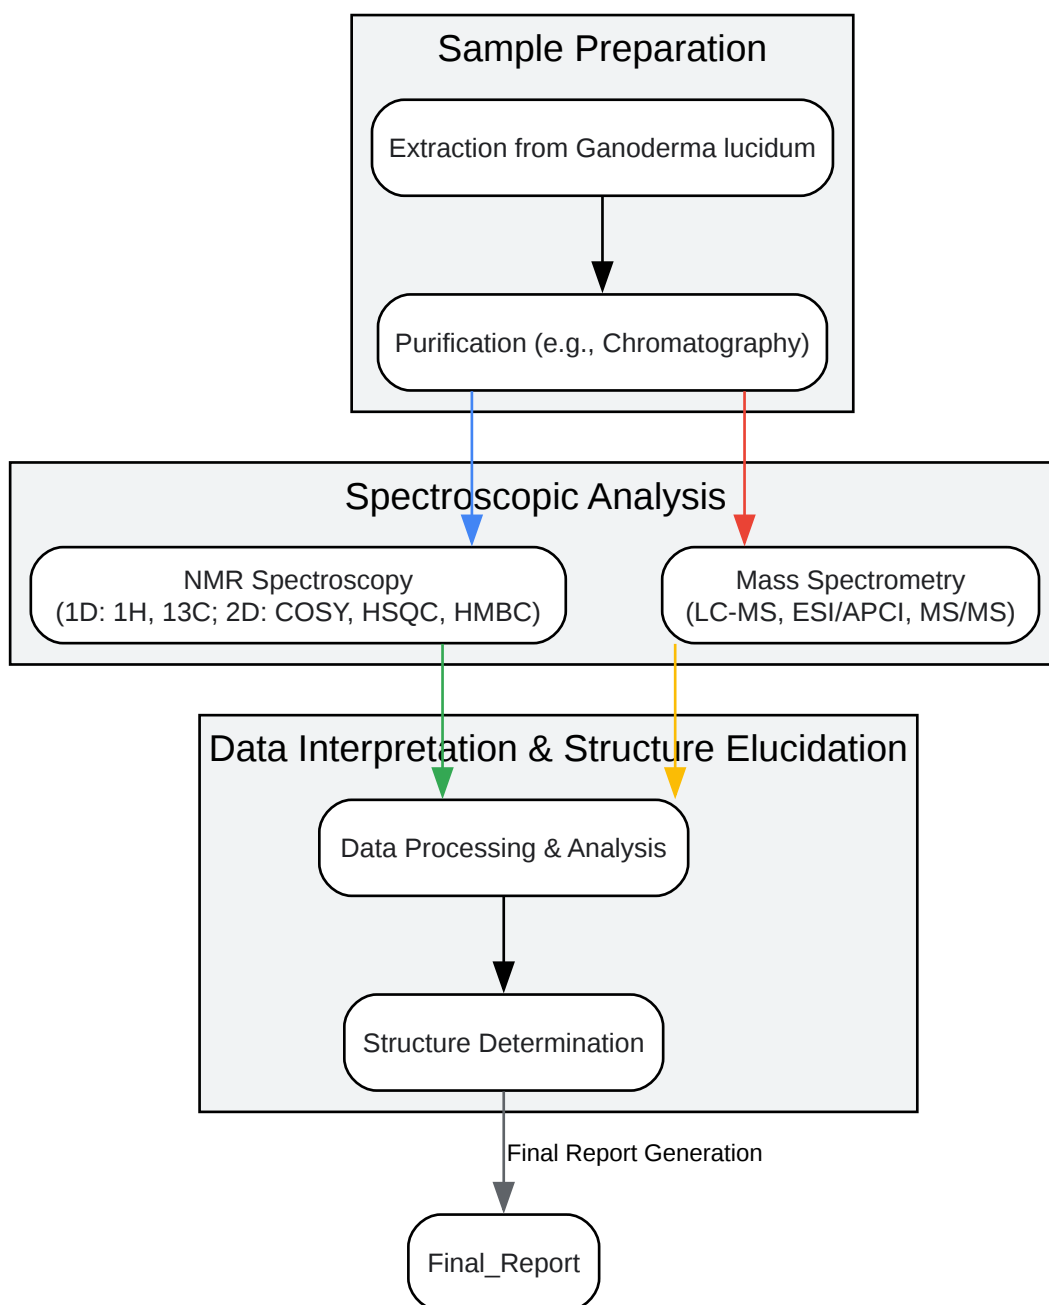 Sample Preparation
Extraction from Ganoderma lucidum
Purification (e.g., Chromatography)
Spectroscopic Analysis
NMR Spectroscopy
(1D: 1H, 13C; 2D: COSY, HSQC, HMBC)
Mass Spectrometry
(LC-MS, ESI/APCI, MS/MS)
Data Interpretation & Structure Elucidation
Data Processing & Analysis
Structure Determination
Final Report Generation
Final_Report